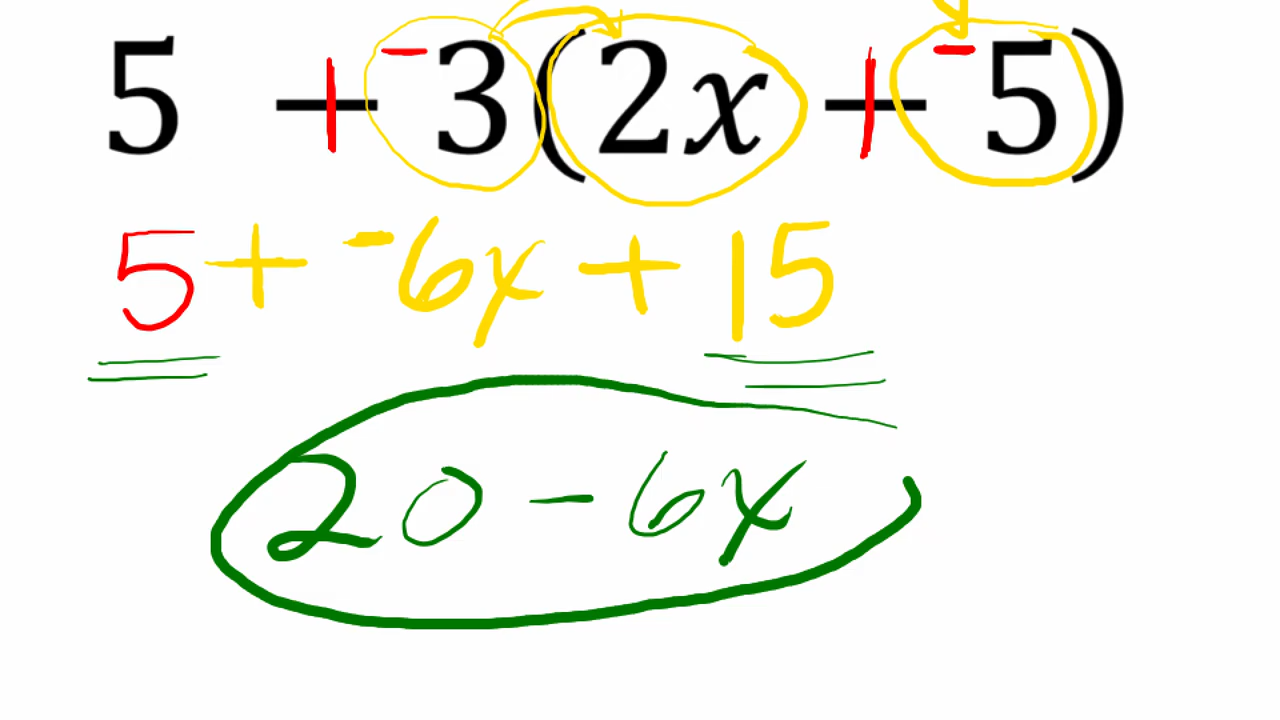 5 + -3(2x + -5)
5 + -6x + 15
20 - 6x